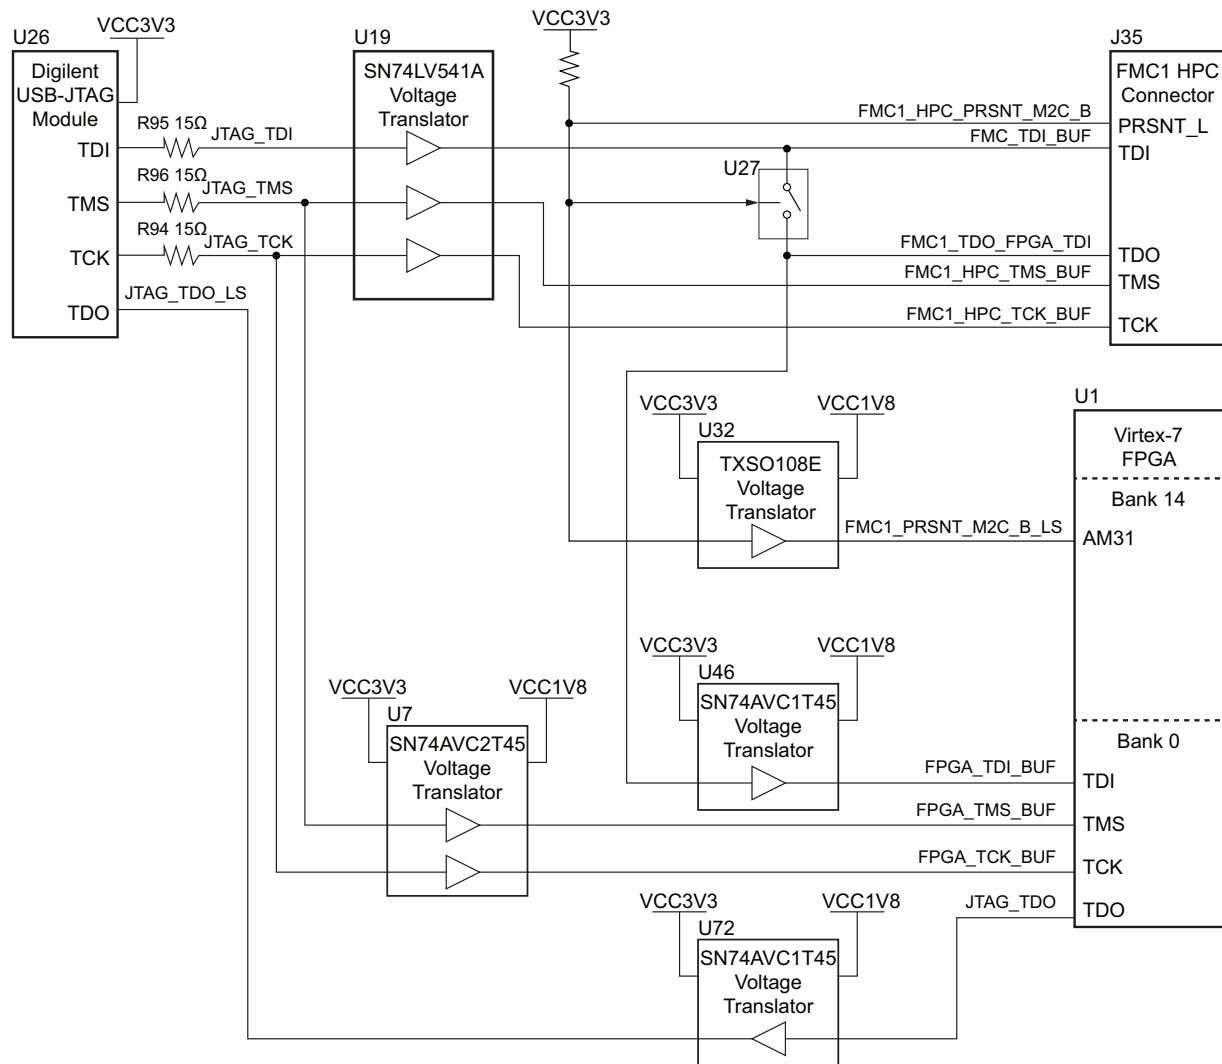 U26
VCC3V3
Digilent
USB-JTAG
Module
TDI
TMS
TCK
TDO
R95 15Ω
JTAG_TDI
R96 15Ω
JTAG_TMS
R94 15Ω
JTAG_TCK
JTAG_TDO_LS
U19
SN74LV541A
Voltage
Translator
VCC3V3
U27
J35
FMC1 HPC
Connector
FMC1_HPC_PRSNT_M2C_B
PRSNT_L
FMC_TDI_BUF
TDI
FMC1_TDO_FPGA_TDI
TDO
FMC1_HPC_TMS_BUF
TMS
FMC1_HPC_TCK_BUF
TCK
VCC3V3
VCC1V8
U32
TXSO108E
Voltage
Translator
FMC1_PRSNT_M2C_B_LS
U1
Virtex-7
FPGA
Bank 14
AM31
VCC3V3
VCC1V8
U46
SN74AVC1T45
Voltage
Translator
VCC3V3
VCC1V8
U7
SN74AVC2T45
Voltage
Translator
Bank 0
FPGA_TDI_BUF
TDI
FPGA_TMS_BUF
TMS
FPGA_TCK_BUF
TCK
JTAG_TDO
TDO
VCC3V3
VCC1V8
U72
SN74AVC1T45
Voltage
Translator